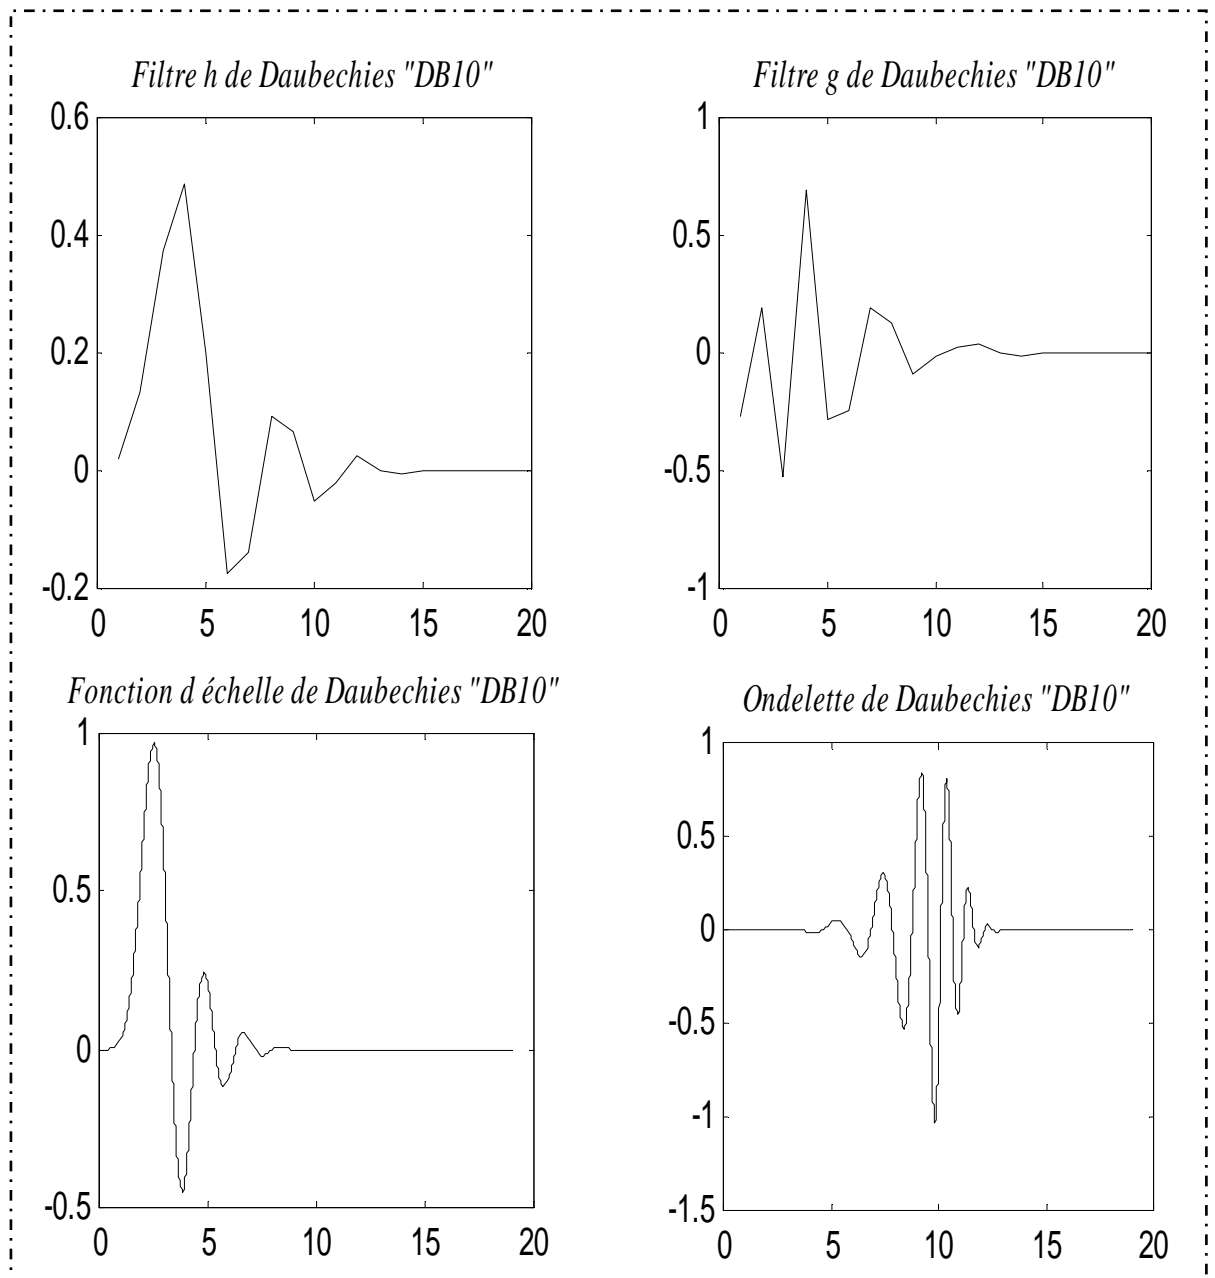 Filtre h de Daubechies "DB10"
0.6
0.4
0.2
0
-0.2
0 5 10 15 20
Filtre g de Daubechies "DB10"
1
0.5
0
-0.5
-1
0 5 10 15 20
Fonction d échelle de Daubechies "DB10"
1
0.5
0
-0.5
0 5 10 15 20
Ondelette de Daubechies "DB10"
1
0.5
0
-0.5
-1
-1.5
0 5 10 15 20